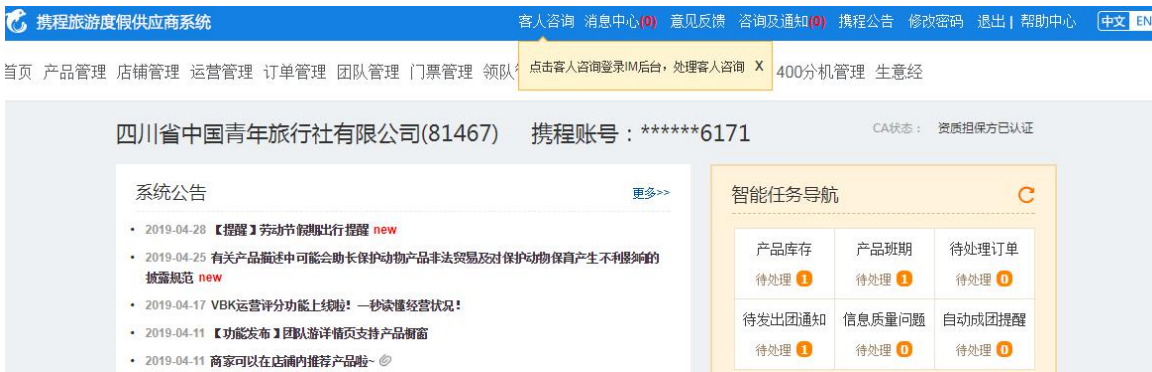 携程旅游度假供应商系统 客人咨询 消息中心(0) 意见反馈 咨询及通知(0) 携程公告 修改密码 退出 | 帮助中心 中文 EN
首页 产品管理 店铺管理 运营管理 订单管理 团队管理 门票管理 领队 400分机管理 生意经
点击客人咨询登录IM后台，处理客人咨询 X
四川省中国青年旅行社有限公司(81467) 携程账号：******6171 CA状态： 资质担保方已认证
系统公告 更多>>
• 2019-04-28 【提醒】劳动节假期出行提醒 new
• 2019-04-25 有关产品描述中可能会助长保护动物产品非法贸易及对保护动物保育产生不利影响的
披露规范 new
• 2019-04-17 VBK运营评分功能上线啦！一秒读懂经营状况！
• 2019-04-11 【功能发布】团队游详情页支持产品橱窗
• 2019-04-11 商家可以在店铺内推荐产品啦~
智能任务导航
产品库存 产品班期 待处理订单
待处理 1 待处理 1 待处理 0
待发出团通知 信息质量问题 自动成团提醒
待处理 1 待处理 0 待处理 0